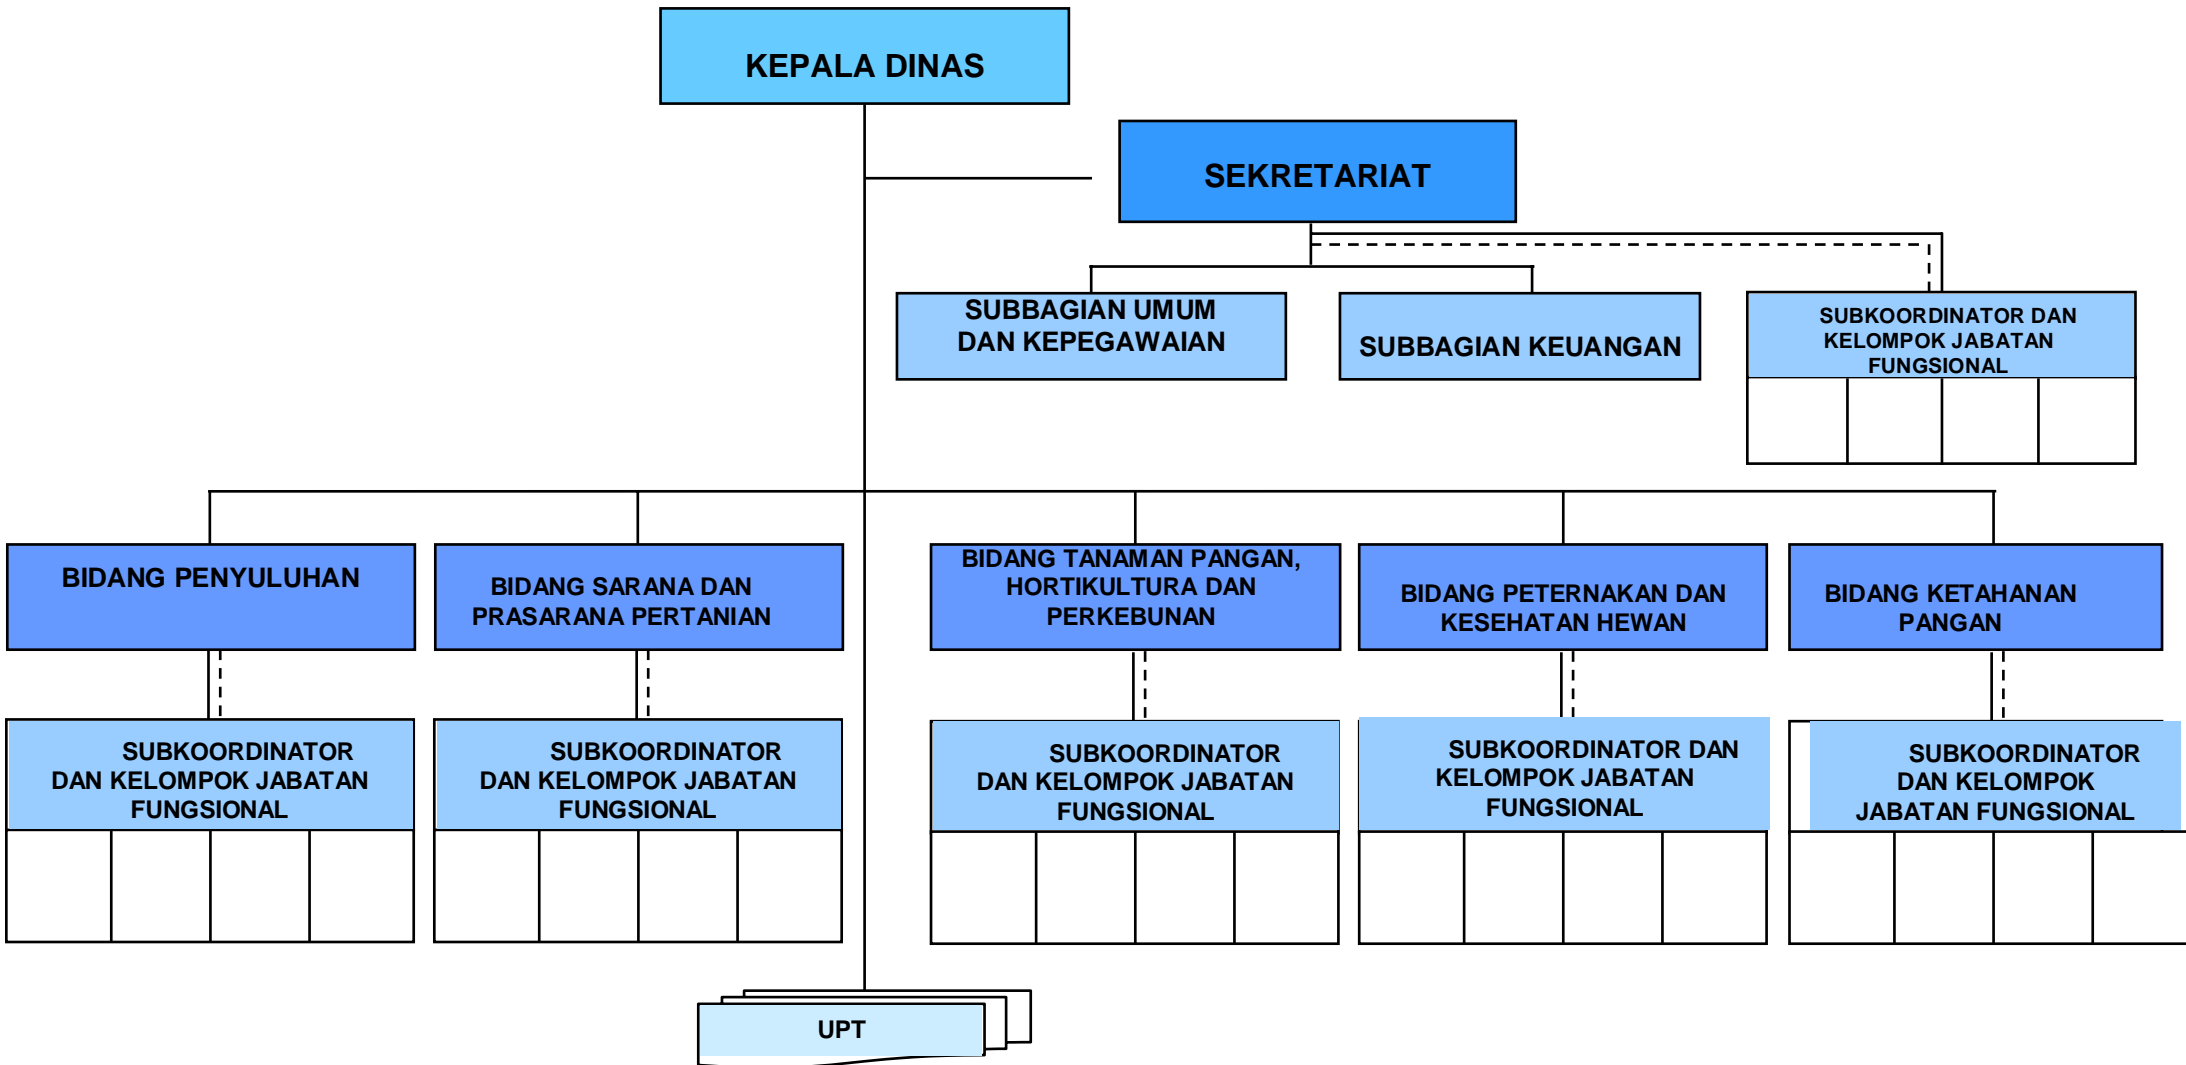 KEPALA DINAS
SEKRETARIAT
SUBBAGIAN UMUM
DAN KEPEGAWAIAN
SUBBAGIAN KEUANGAN
SUBKOORDINATOR DAN
KELOMPOK JABATAN
FUNGSIONAL
BIDANG PENYULUHAN
BIDANG SARANA DAN
PRASARANA PERTANIAN
BIDANG TANAMAN PANGAN,
HORTIKULTURA DAN
PERKEBUNAN
BIDANG PETERNAKAN DAN
KESEHATAN HEWAN
BIDANG KETAHANAN
PANGAN
SUBKOORDINATOR
DAN KELOMPOK JABATAN
FUNGSIONAL
SUBKOORDINATOR
DAN KELOMPOK JABATAN
FUNGSIONAL
SUBKOORDINATOR
DAN KELOMPOK JABATAN
FUNGSIONAL
SUBKOORDINATOR DAN
KELOMPOK JABATAN
FUNGSIONAL
SUBKOORDINATOR
DAN KELOMPOK
JABATAN FUNGSIONAL
UPT